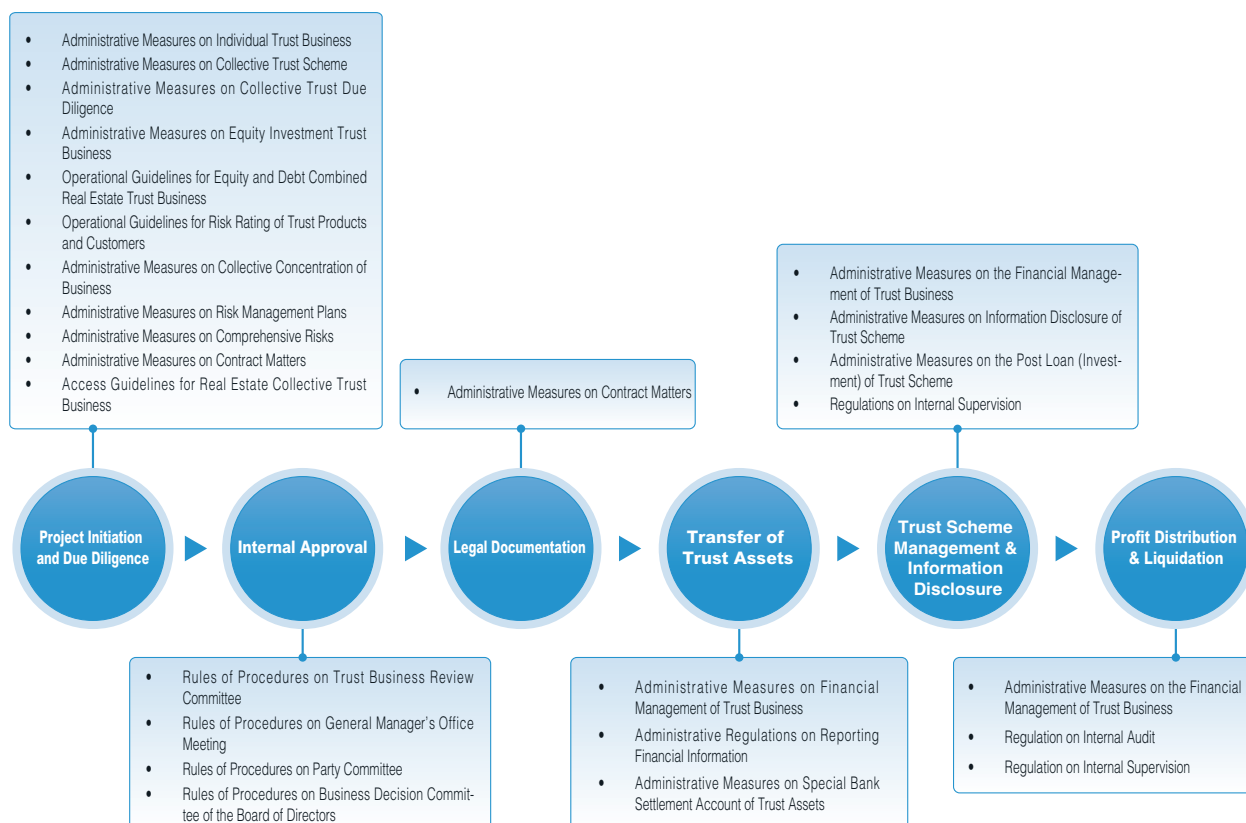 • Administrative Measures on Individual Trust Business
• Administrative Measures on Collective Trust Scheme
• Administrative Measures on Collective Trust Due
Diligence
• Administrative Measures on Equity Investment Trust
Business
• Operational Guidelines for Equity and Debt Combined
Real Estate Trust Business
• Operational Guidelines for Risk Rating of Trust Products
and Customers
• Administrative Measures on Collective Concentration of
Business
• Administrative Measures on Risk Management Plans
• Administrative Measures on Comprehensive Risks
• Administrative Measures on Contract Matters
• Access Guidelines for Real Estate Collective Trust
Business
• Administrative Measures on Contract Matters
• Administrative Measures on the Financial Manage-
ment of Trust Business
• Administrative Measures on Information Disclosure of
Trust Scheme
• Administrative Measures on the Post Loan (Invest-
ment) of Trust Scheme
• Regulations on Internal Supervision
Project Initiation
and Due Diligence
Internal Approval
Legal Documentation
Transfer of
Trust Assets
Trust Scheme
Management &
Information
Disclosure
Profit Distribution
& Liquidation
• Rules of Procedures on Trust Business Review
Committee
• Rules of Procedures on General Manager's Office
Meeting
• Rules of Procedures on Party Committee
• Rules of Procedures on Business Decision Commit-
tee of the Board of Directors
• Administrative Measures on Financial
Management of Trust Business
• Administrative Regulations on Reporting
Financial Information
• Administrative Measures on Special Bank
Settlement Account of Trust Assets
• Administrative Measures on the Financial
Management of Trust Business
• Regulation on Internal Audit
• Regulation on Internal Supervision